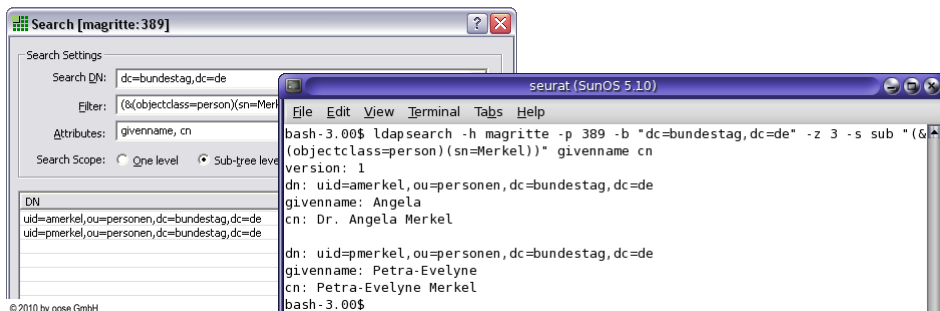 Search [magritte:389]
Search Settings
Search DN: dc=bundestag,dc=de
Filter: (&(objectclass=person)(sn=Merk
Attributes: givenname, cn
Search Scope: One level Sub-tree leve
DN
uid=amerkel,ou=personen,dc=bundestag,dc=de
uid=pmerkel,ou=personen,dc=bundestag,dc=de
© 2010 by oose GmbH
seurat (SunOS 5.10)
File Edit View Terminal Tabs Help
bash-3.00$ ldapsearch -h magritte -p 389 -b "dc=bundestag,dc=de" -z 3 -s sub "(&
(objectclass=person)(sn=Merkel))" givenname cn
version: 1
dn: uid=amerkel,ou=personen,dc=bundestag,dc=de
givenname: Angela
cn: Dr. Angela Merkel
dn: uid=pmerkel,ou=personen,dc=bundestag,dc=de
givenname: Petra-Evelyne
cn: Petra-Evelyne Merkel
bash-3.00$